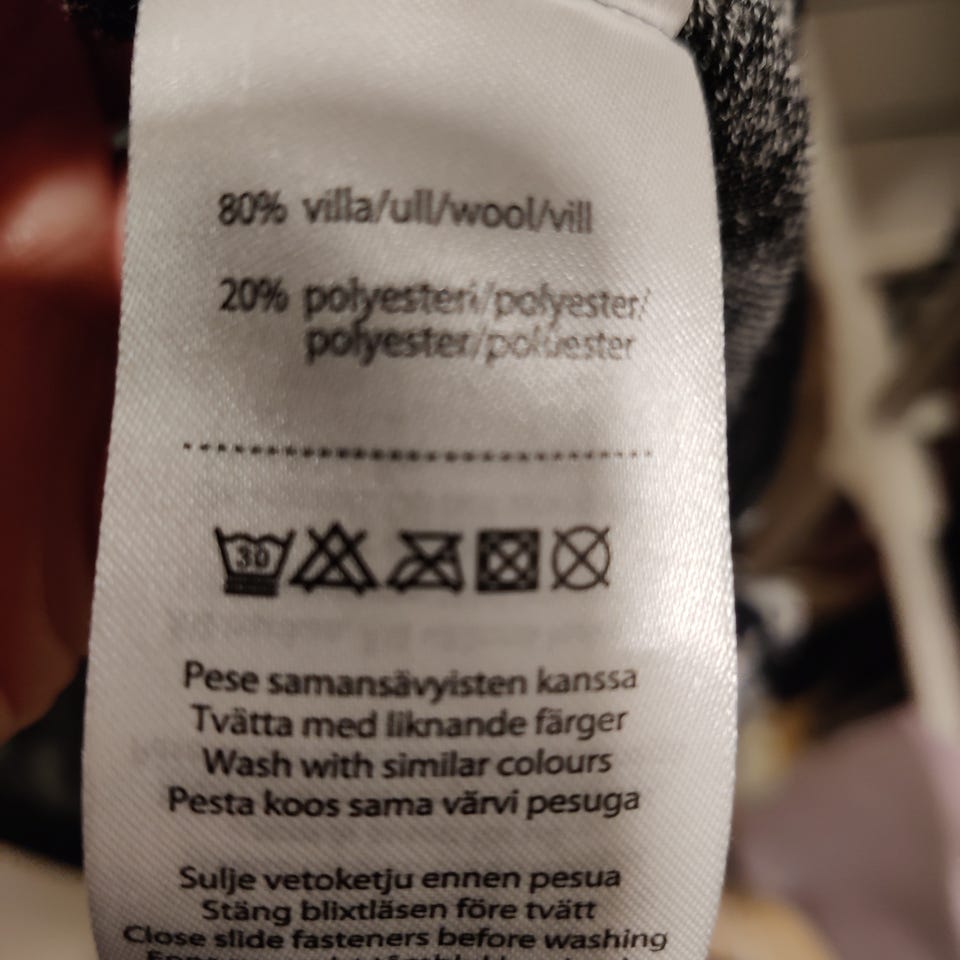 80% villa/ull/wool/vill
20% polyesteri/polyester/
polyester/polüester
30
Pese samansävyisten kanssa
Tvätta med liknande färger
Wash with similar colours
Pesta koos sama värvi pesuga
Sulje vetoketju ennen pesua
Stäng blixtläsen före tvätt
Close slide fasteners before washing